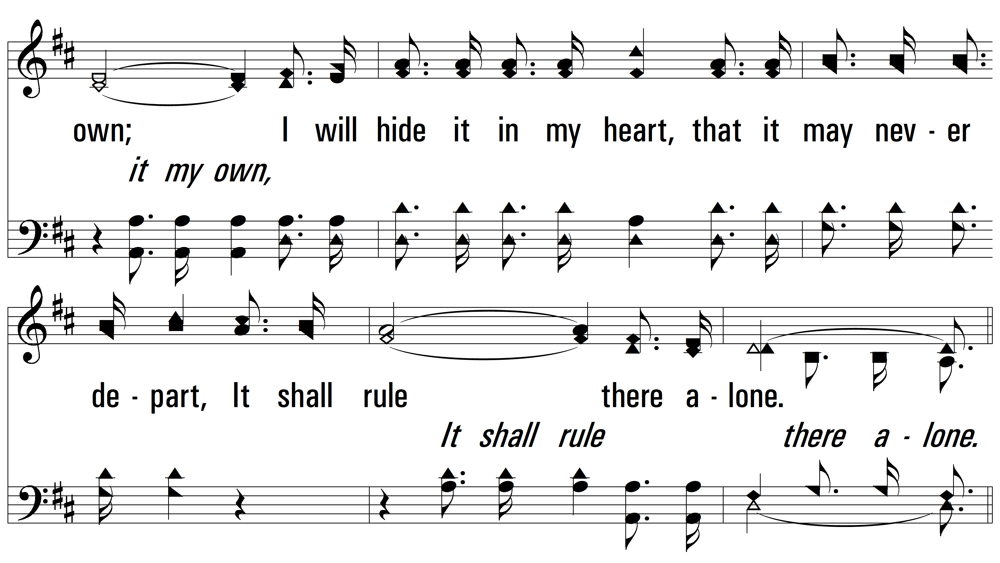 own; I will hide it in my heart, that it may nev - er
it my own,
de - part, It shall rule there a - lone.
It shall rule there a - lone.